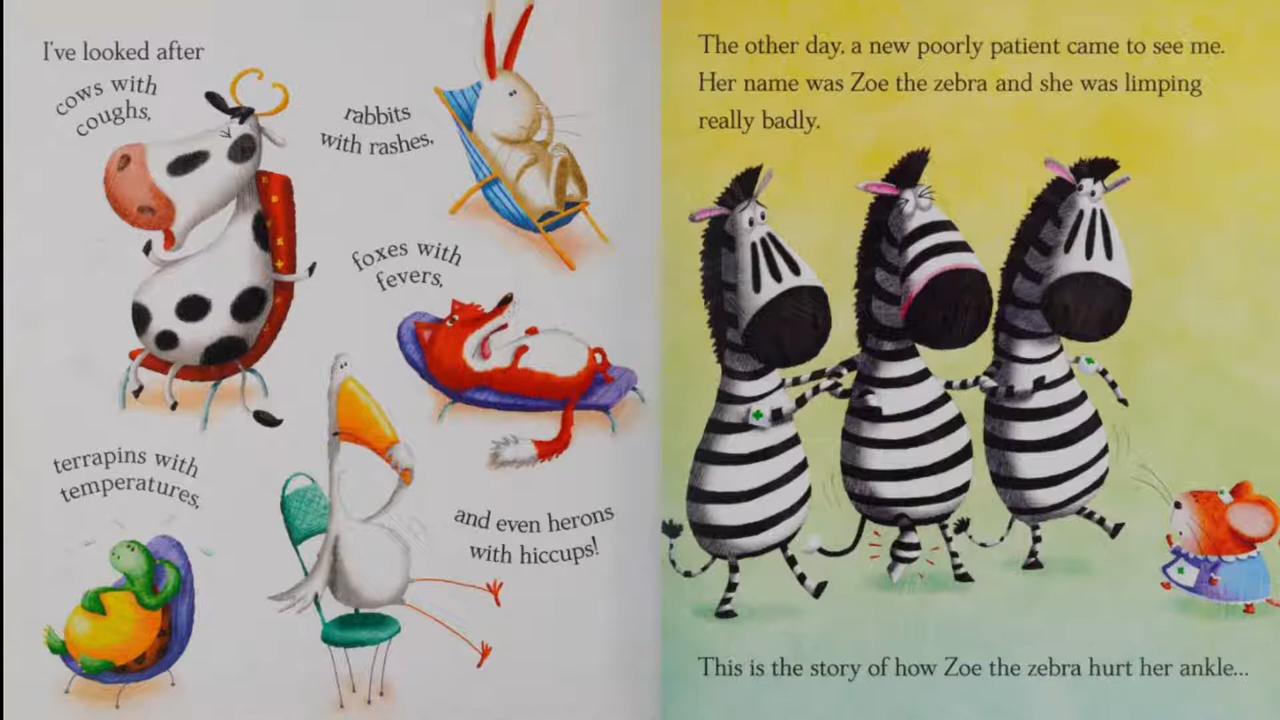 I've looked after
cows with
coughs,
rabbits
with rashes,
foxes with
fevers,
terrapins with
temperatures,
and even herons
with hiccups!
The other day, a new poorly patient came to see me.
Her name was Zoe the zebra and she was limping
really badly.
This is the story of how Zoe the zebra hurt her ankle...